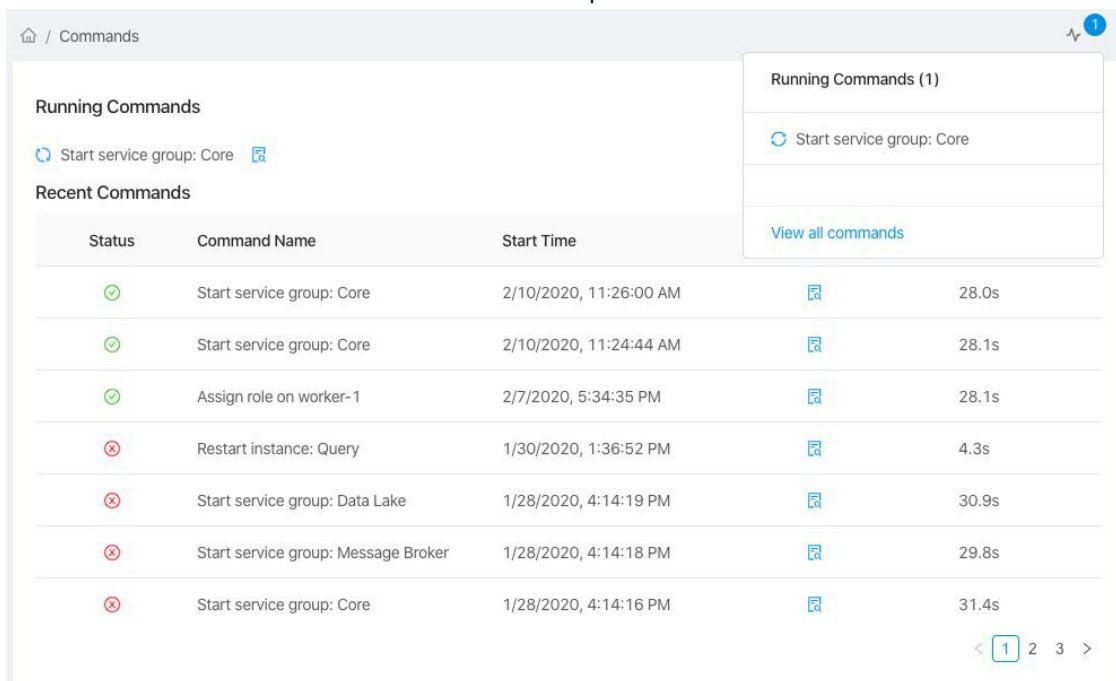 / Commands
1
Running Commands (1)
Start service group: Core
View all commands
Running Commands
Start service group: Core
Recent Commands
Status Command Name Start Time
Start service group: Core 2/10/2020, 11:26:00 AM 28.0s
Start service group: Core 2/10/2020, 11:24:44 AM 28.1s
Assign role on worker-1 2/7/2020, 5:34:35 PM 28.1s
Restart instance: Query 1/30/2020, 1:36:52 PM 4.3s
Start service group: Data Lake 1/28/2020, 4:14:19 PM 30.9s
Start service group: Message Broker 1/28/2020, 4:14:18 PM 29.8s
Start service group: Core 1/28/2020, 4:14:16 PM 31.4s
< 1 2 3 >